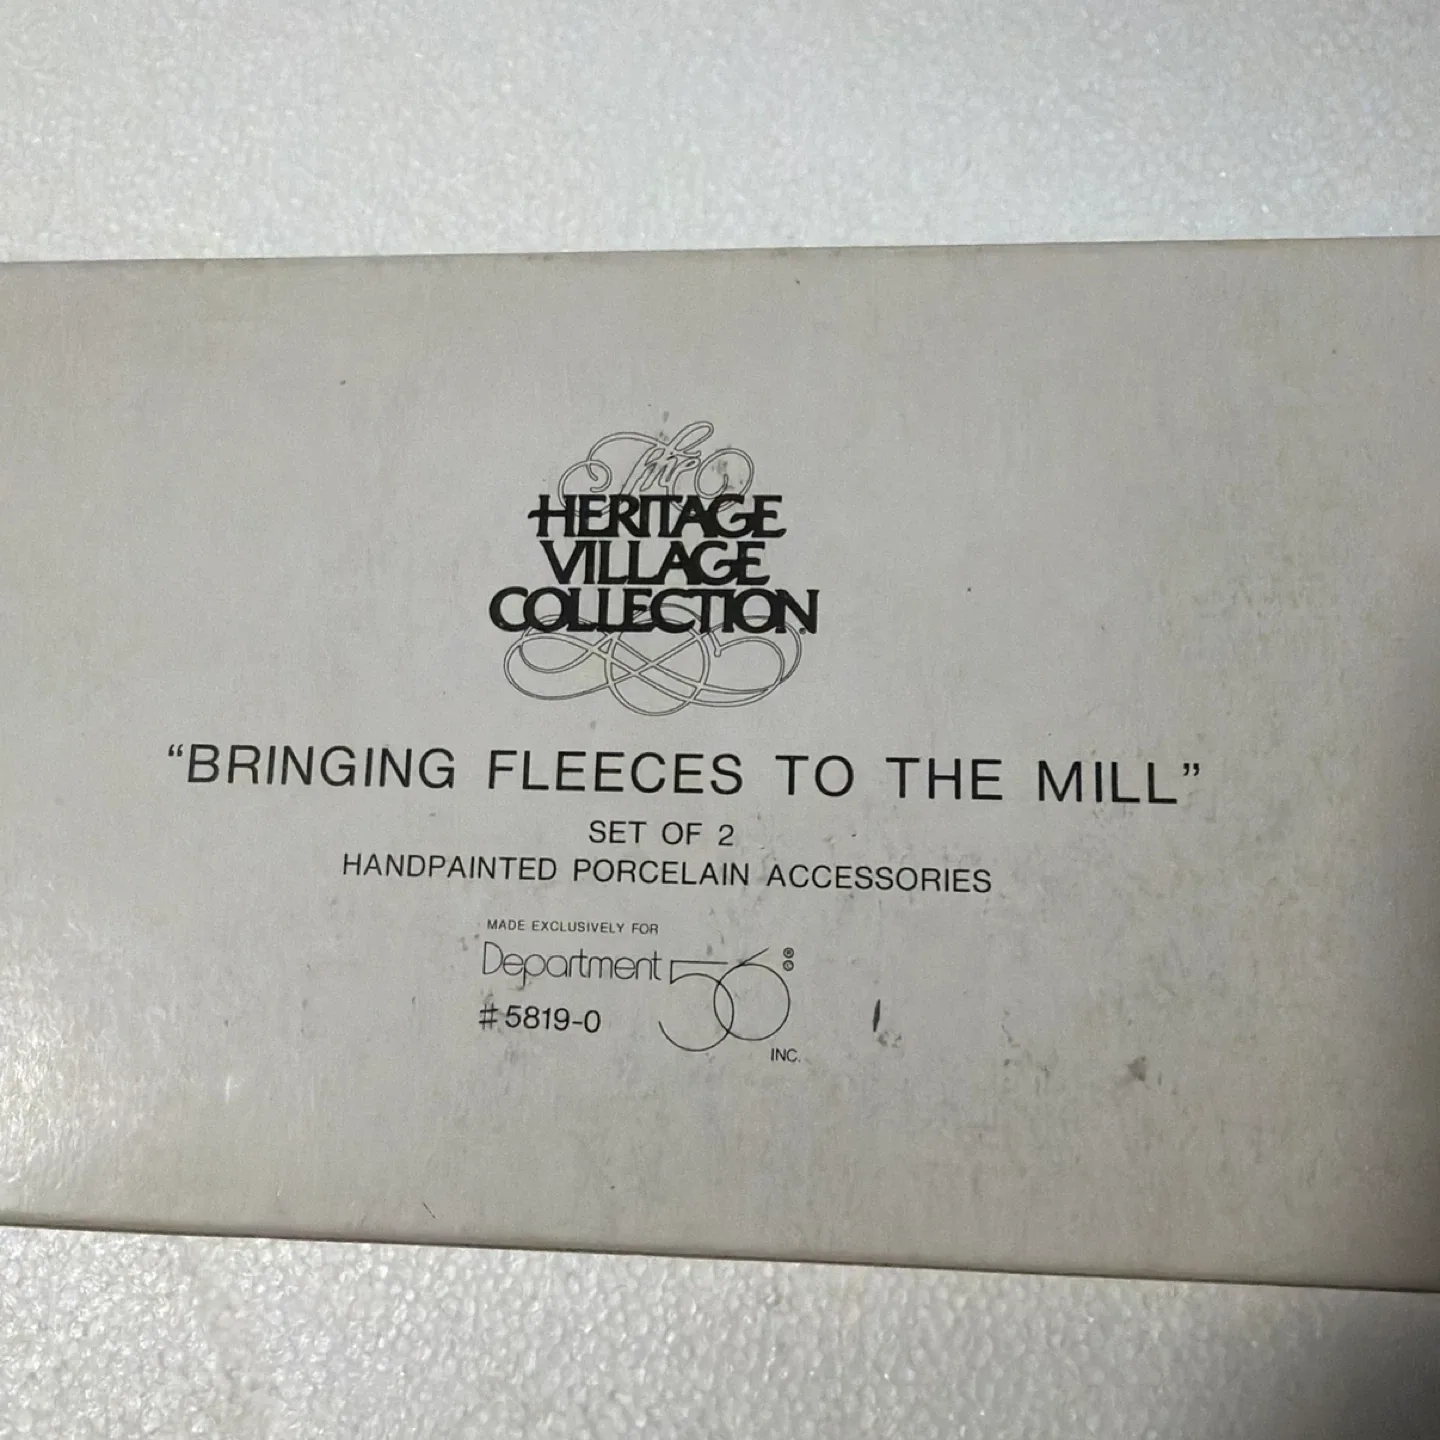 The
HERITAGE
VILLAGE
COLLECTION®
“BRINGING FLEECES TO THE MILL”
SET OF 2
HANDPAINTED PORCELAIN ACCESSORIES
MADE EXCLUSIVELY FOR
Department 56 ® ©
#5819-0
INC.